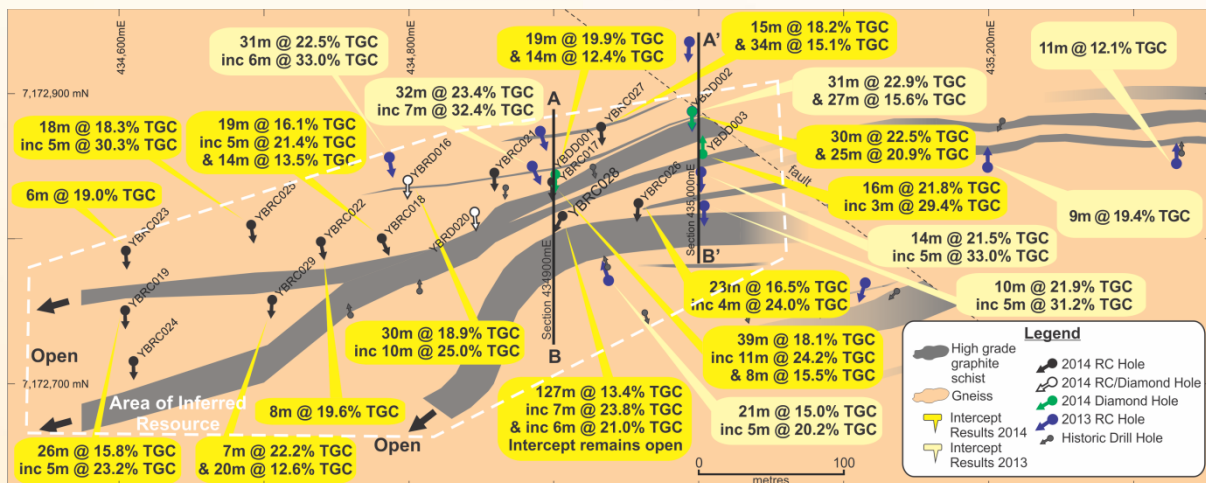 434,600mE
434,800mE
435,200mE
7,172,900 mN
7,172,700 mN
31m @ 22.5% TGC
inc 6m @ 33.0% TGC
19m @ 19.9% TGC
& 14m @ 12.4% TGC
15m @ 18.2% TGC
& 34m @ 15.1% TGC
11m @ 12.1% TGC
32m @ 23.4% TGC
inc 7m @ 32.4% TGC
31m @ 22.9% TGC
& 27m @ 15.6% TGC
18m @ 18.3% TGC
inc 5m @ 30.3% TGC
19m @ 16.1% TGC
inc 5m @ 21.4% TGC
& 14m @ 13.5% TGC
30m @ 22.5% TGC
& 25m @ 20.9% TGC
6m @ 19.0% TGC
16m @ 21.8% TGC
inc 3m @ 29.4% TGC
9m @ 19.4% TGC
14m @ 21.5% TGC
inc 5m @ 33.0% TGC
10m @ 21.9% TGC
inc 5m @ 31.2% TGC
23m @ 16.5% TGC
inc 4m @ 24.0% TGC
30m @ 18.9% TGC
inc 10m @ 25.0% TGC
39m @ 18.1% TGC
inc 11m @ 24.2% TGC
& 8m @ 15.5% TGC
127m @ 13.4% TGC
inc 7m @ 23.8% TGC
& inc 6m @ 21.0% TGC
Intercept remains open
21m @ 15.0% TGC
inc 5m @ 20.2% TGC
8m @ 19.6% TGC
26m @ 15.8% TGC
inc 5m @ 23.2% TGC
7m @ 22.2% TGC
& 20m @ 12.6% TGC
A
B
Section 434900mE
A'
B'
Section 435,000mE
fault
YBRC023
YBRC019
YBRC024
YBRC025
YBRC022
YBRC029
YBRC018
YBRD016
YBRD020
YBRC021
YBDD001
YBRC017
YBRC028
YBRC027
YBRC026
YBDD002
YBDD003
Open
Open
Area of Inferred
Resource
0
100
metres
Legend
High grade
graphite
schist
Gneiss
Intercept
Results 2014
Intercept
Results 2013
2014 RC Hole
2014 RC/Diamond Hole
2014 Diamond Hole
2013 RC Hole
Historic Drill Hole